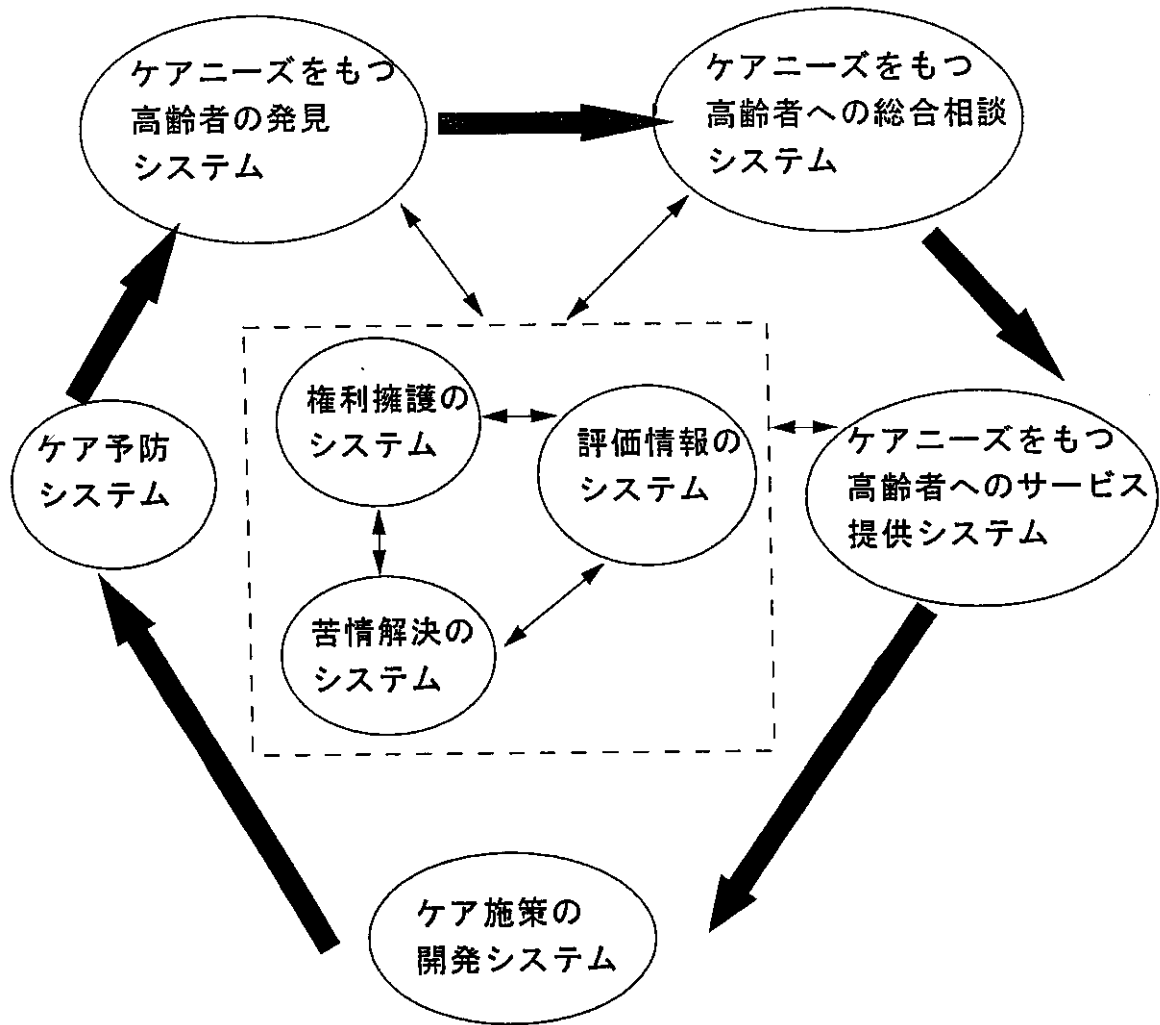 ケアニーズをもつ
高齢者の発見
システム
ケアニーズをもつ
高齢者への総合相談
システム
権利擁護の
システム
評価情報の
システム
ケアニーズをもつ
高齢者へのサービス
提供システム
ケア予防
システム
苦情解決の
システム
ケア施策の
開発システム